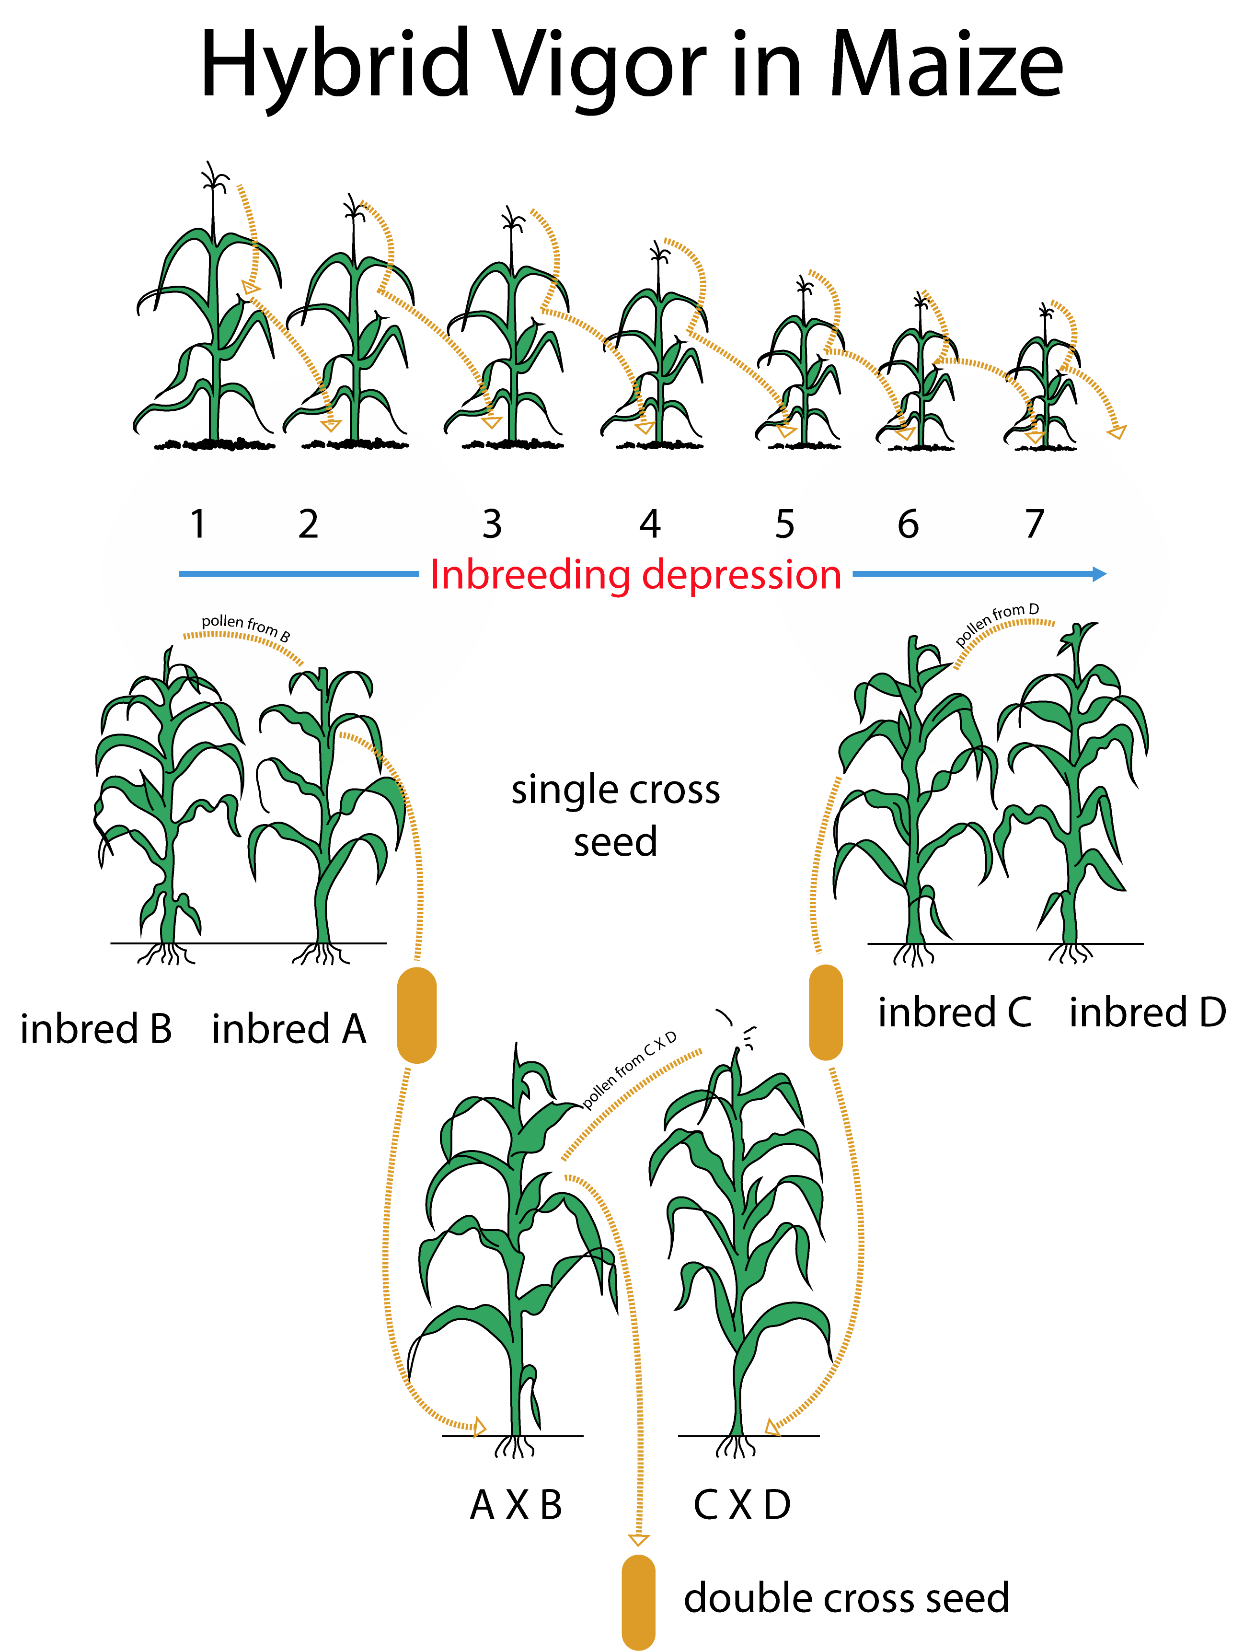 Hybrid Vigor in Maize
1 2 3 4 5 6 7
Inbreeding depression
pollen from B
pollen from D
single cross
seed
inbred B inbred A
inbred C inbred D
pollen from C X D
A X B
C X D
double cross seed